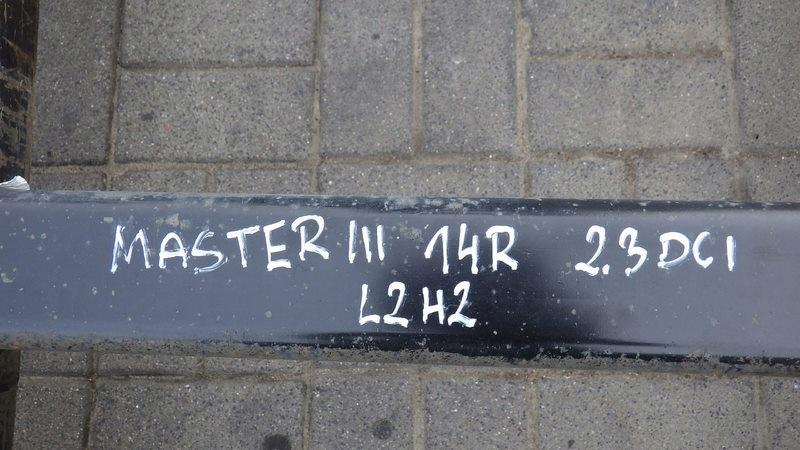 MASTER III 14R 2.3 DCI
L2H2